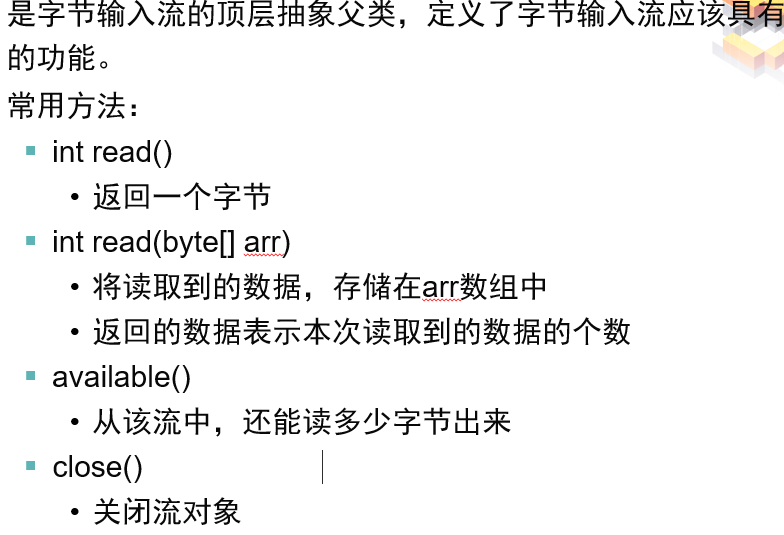 是字节输入流的顶层抽象父类，定义了字节输入流应该具有
的功能。
常用方法：
int read()
返回一个字节
int read(byte[] arr)
将读取到的数据，存储在arr数组中
返回的数据表示本次读取到的数据的个数
available()
从该流中，还能读多少字节出来
close()
关闭流对象